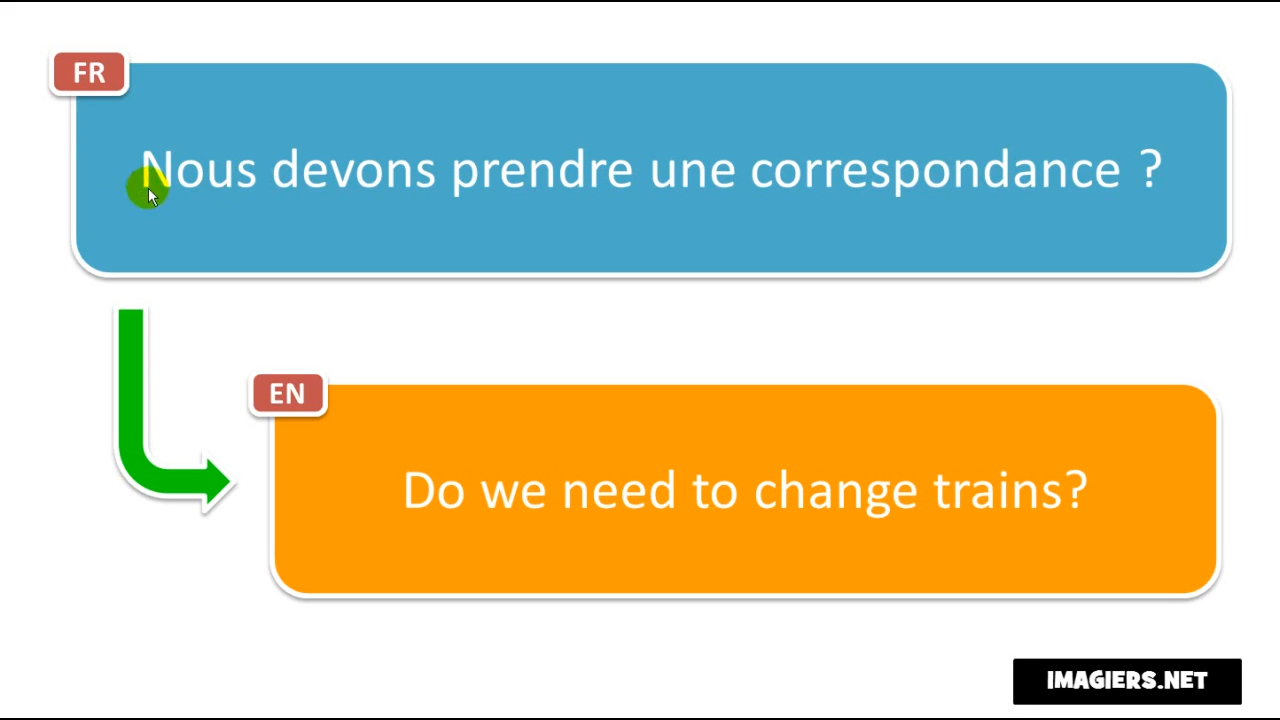 FR
Nous devons prendre une correspondance ?
EN
Do we need to change trains?
IMAGIERS.NET